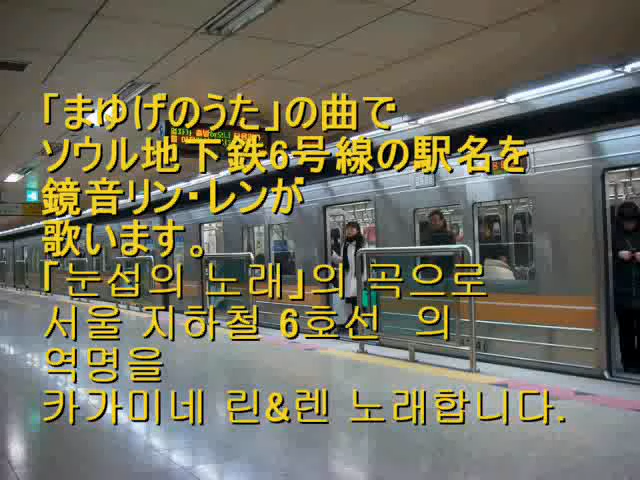 「まゆげのうた」の曲で
ソウル地下鉄6号線の駅名を
鏡音リン・レンが
歌います。
「눈섭의 노래」의 곡으로
서울 지하철 6호선 의
역명을
카가미네 린&렌 노래합니다.